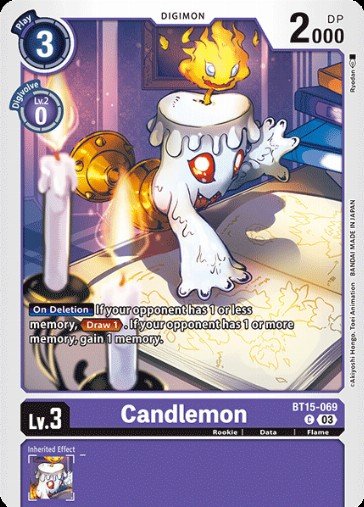 Play
3
DIGIMON
2000
DP
Digivolve
Lv.2
0
Ryodan
On Deletion If your opponent has 1 or less
memory, Draw 1. If your opponent has 1 or more
memory, gain 1 memory.
©Akiyoshi Hongo, Toei Animation BANDAI MADE IN JAPAN
Lv.3
Candlemon
BT15-069
C 03
Rookie Data Flame
Inherited Effect